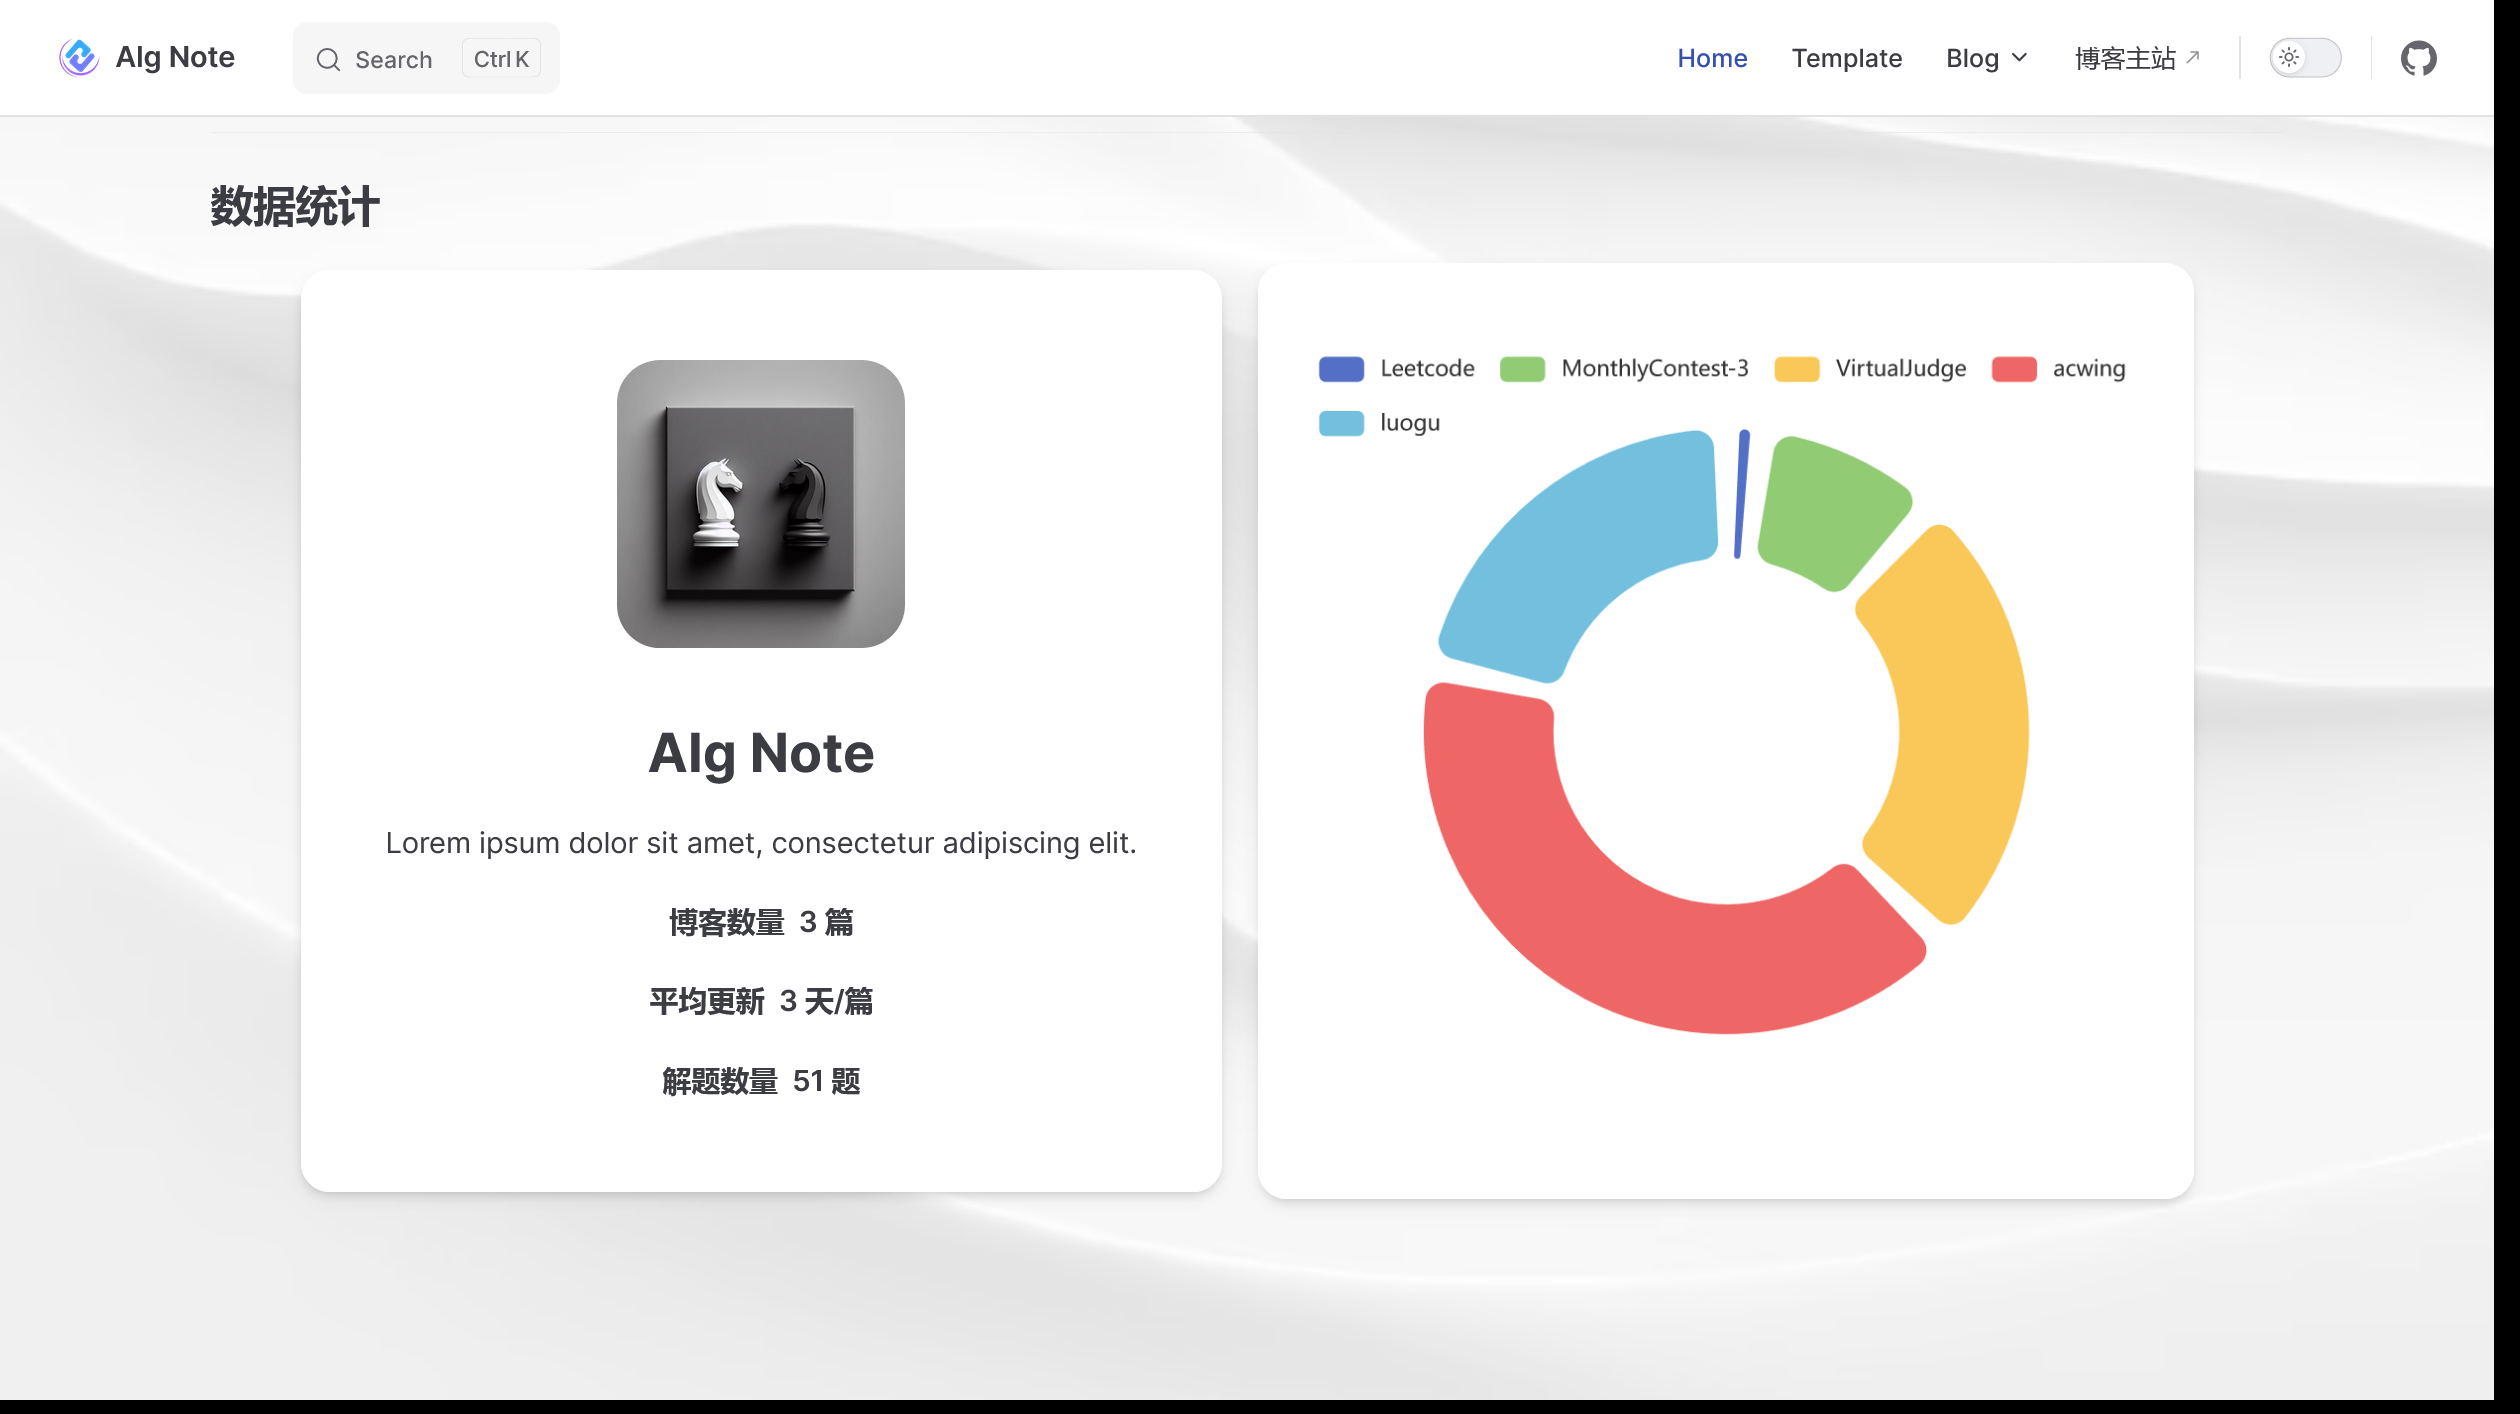 Alg Note
Search Ctrl K
Home Template Blog 博客主站
数据统计
Leetcode MonthlyContest-3 VirtualJudge acwing
luogu
Alg Note
Lorem ipsum dolor sit amet, consectetur adipiscing elit.
博客数量 3 篇
平均更新 3 天/篇
解题数量 51 题